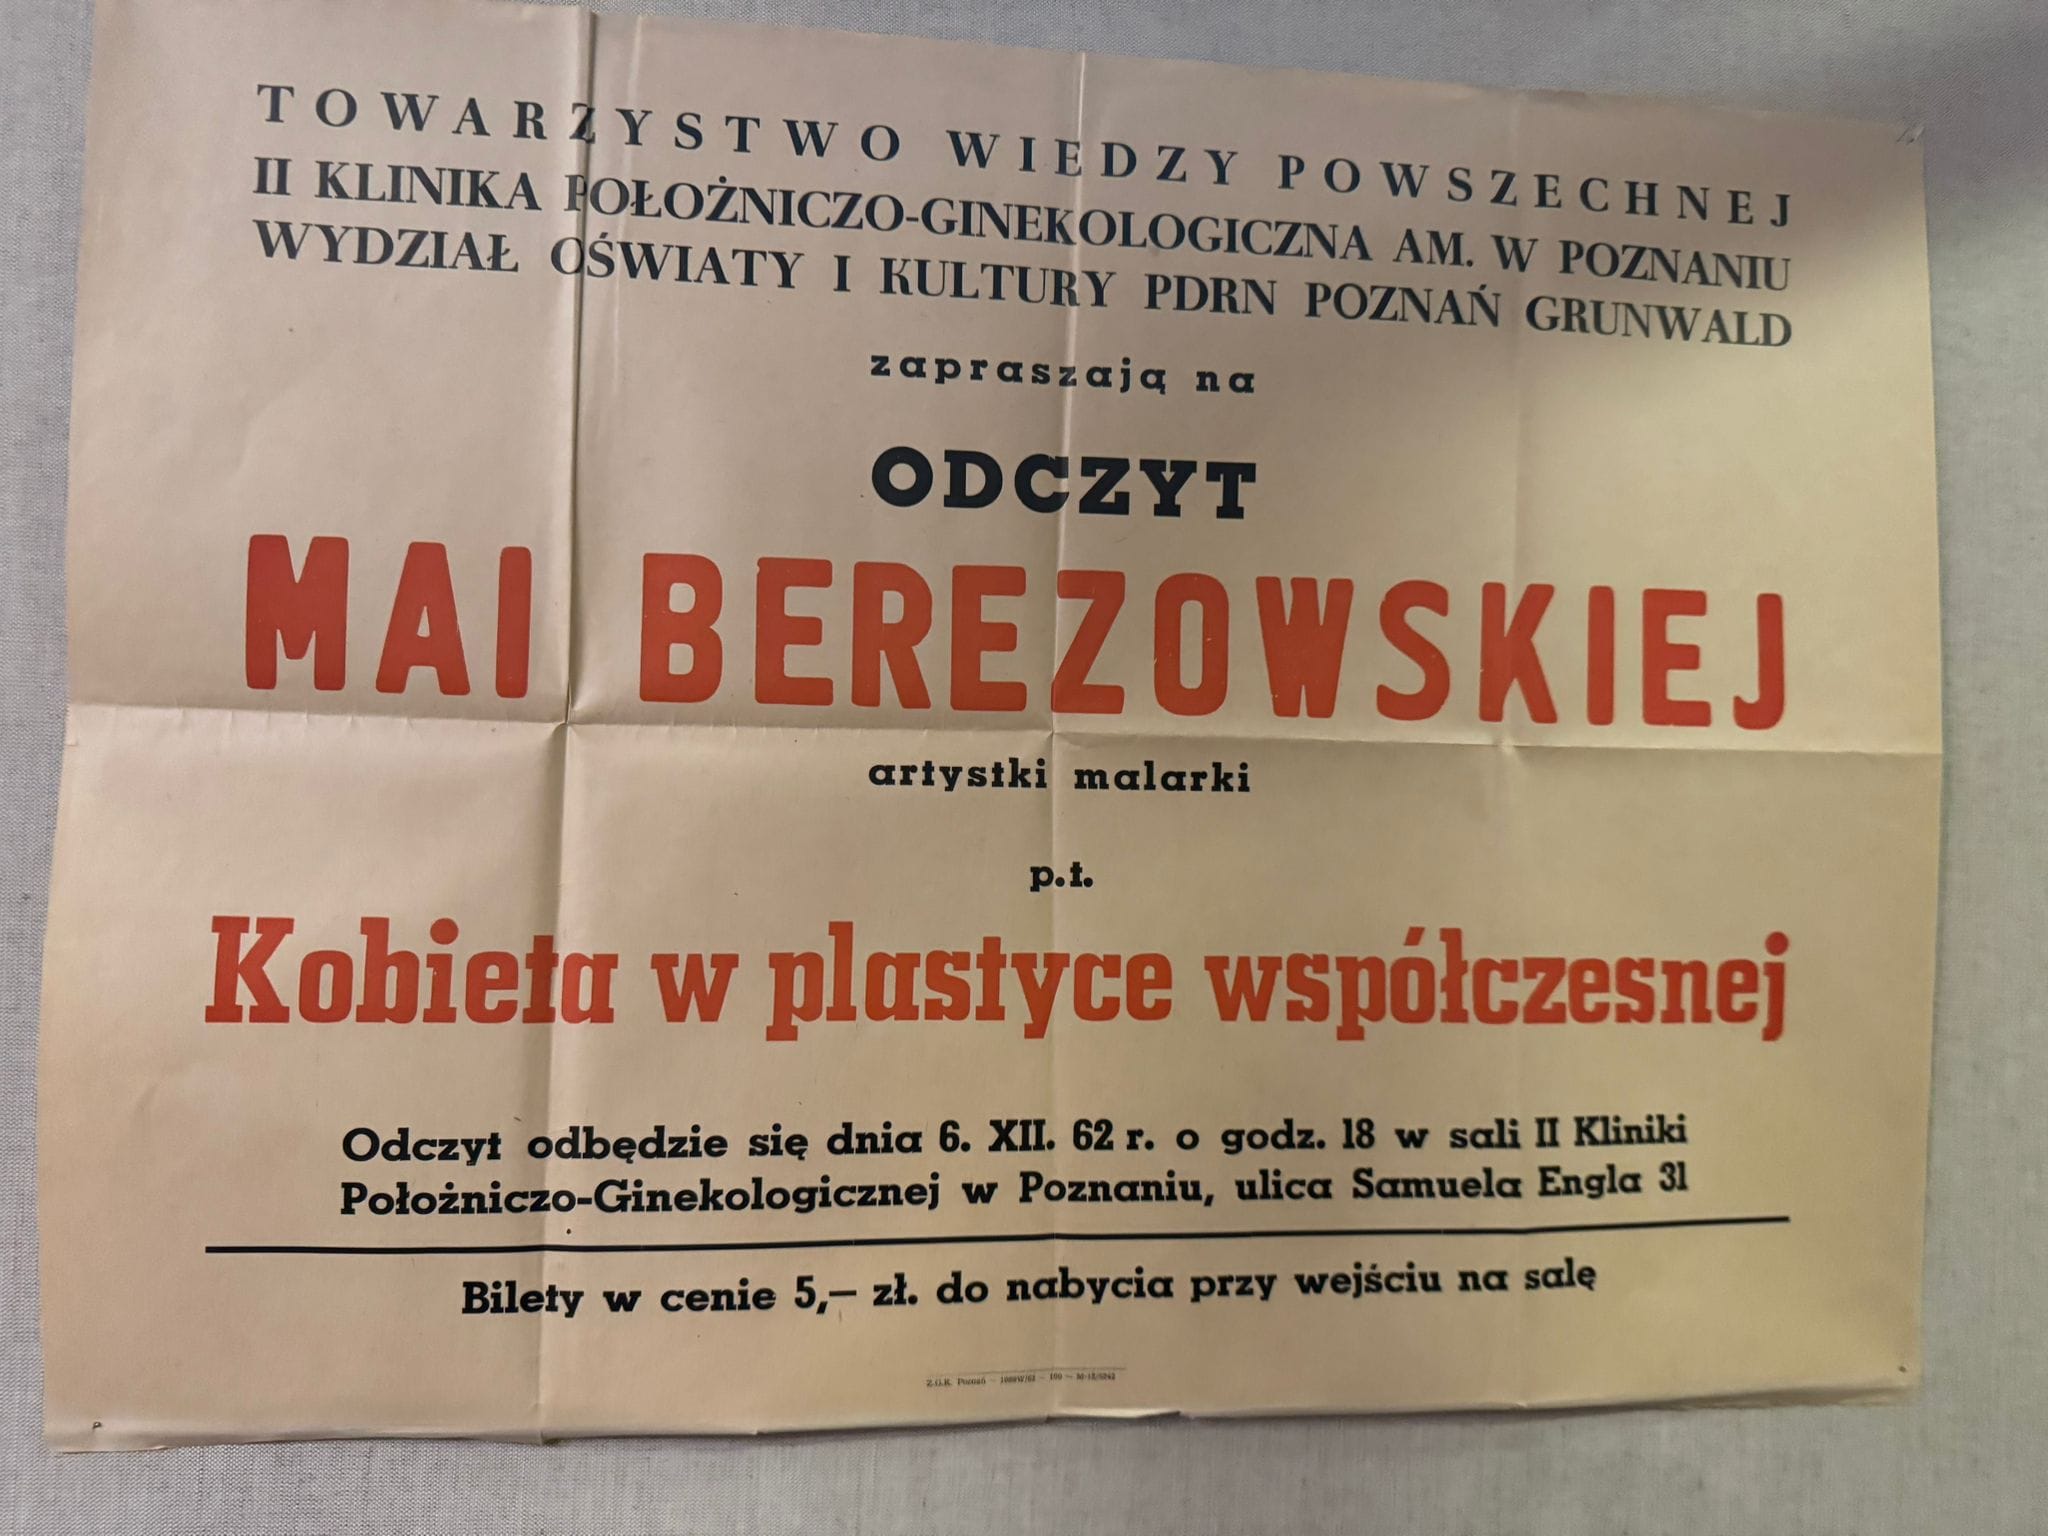 TOWARZYSTWO WIEDZY POWSZECHNEJ
II KLINIKA POŁOŻNICZO-GINEKOLOGICZNA AM. W POZNANIU
WYDZIAŁ OŚWIATY I KULTURY PDRN POZNAŃ GRUNWALD
zapraszają na
ODCZYT
MAI BEREZOWSKIEJ
artystki malarki
p.t.
Kobieta w plastyce współczesnej
Odczyt odbędzie się dnia 6. XII. 62 r. o godz. 18 w sali II Kliniki
Położniczo-Ginekologicznej w Poznaniu, ulica Samuela Engla 31
Bilety w cenie 5,– zł. do nabycia przy wejściu na salę
Z.G.K. Poznań – – 100 –